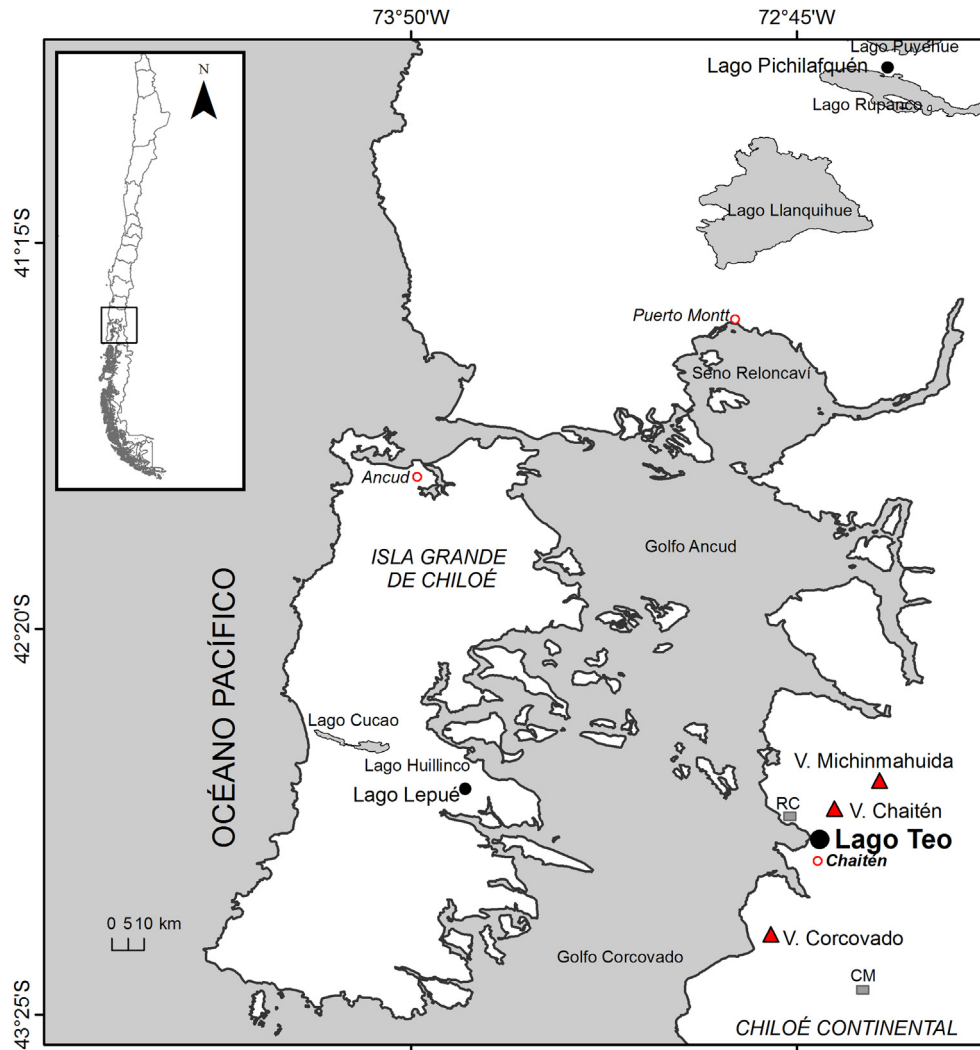 73°50'W
72°45'W
N
Lago Puyehue
Lago Pichilafquén
Lago Rupanco
Lago Llanquihue
41°15'S
Puerto Montt
Seno Reloncaví
Ancud
Golfo Ancud
ISLA GRANDE
DE CHILOÉ
42°20'S
OCÉANO PACÍFICO
Lago Cucao
Lago Huillinco
Lago Lepué
V. Michinmahuida
RC
V. Chaitén
Lago Teo
Chaitén
0 5 10 km
V. Corcovado
Golfo Corcovado
CM
43°25'S
CHILOÉ CONTINENTAL